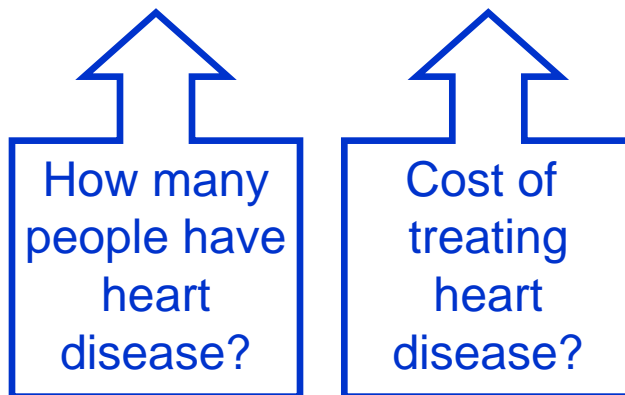 How many
people have
heart
disease?
Cost of
treating
heart
disease?